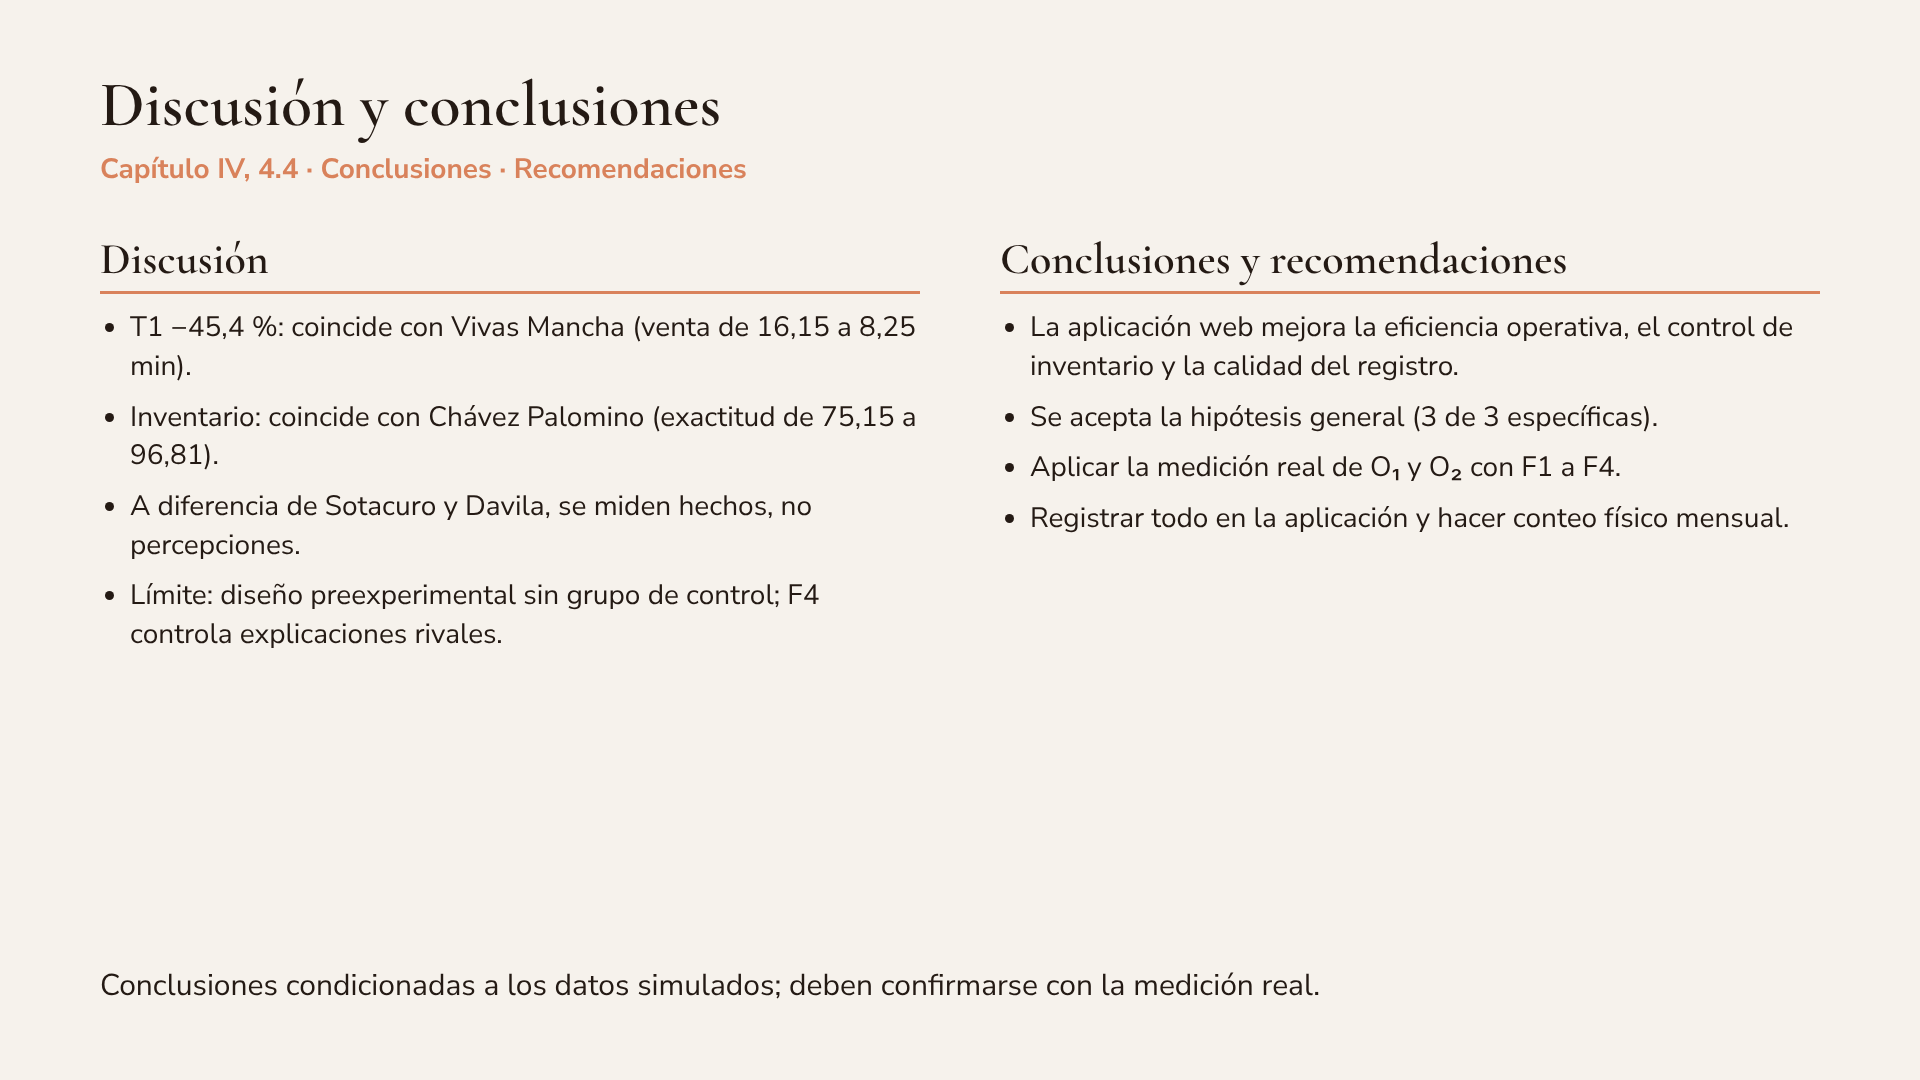 Discusión y conclusiones
Capítulo IV, 4.4 · Conclusiones · Recomendaciones
Discusión
• T1 −45,4 %: coincide con Vivas Mancha (venta de 16,15 a 8,25
min).
• Inventario: coincide con Chávez Palomino (exactitud de 75,15 a
96,81).
• A diferencia de Sotacuro y Davila, se miden hechos, no
percepciones.
• Límite: diseño preexperimental sin grupo de control; F4
controla explicaciones rivales.
Conclusiones y recomendaciones
• La aplicación web mejora la eficiencia operativa, el control de
inventario y la calidad del registro.
• Se acepta la hipótesis general (3 de 3 específicas).
• Aplicar la medición real de O₁ y O₂ con F1 a F4.
• Registrar todo en la aplicación y hacer conteo físico mensual.
Conclusiones condicionadas a los datos simulados; deben confirmarse con la medición real.